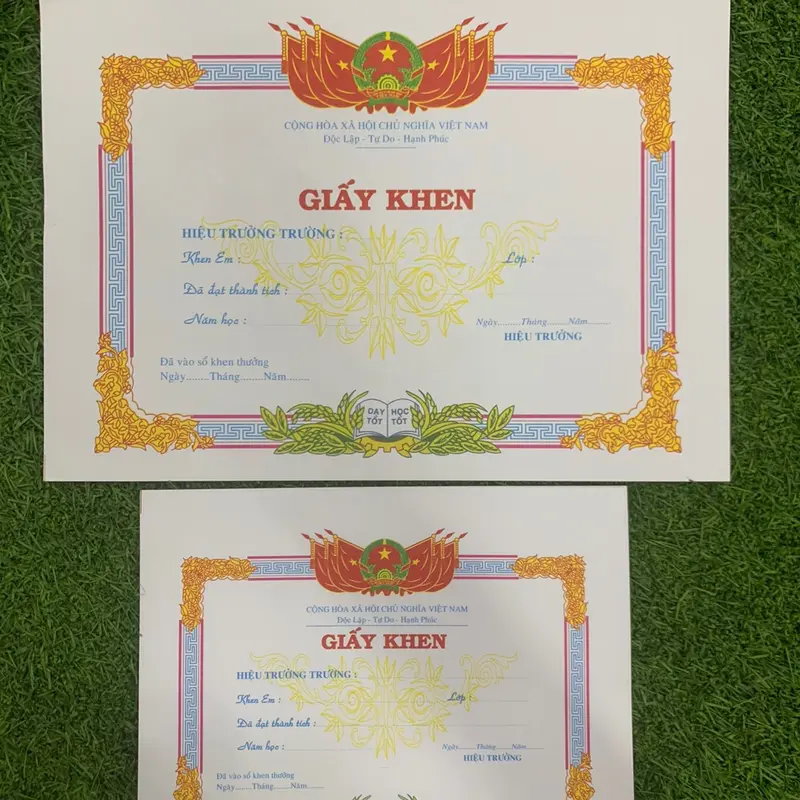 CỘNG HÒA XÃ HỘI CHỦ NGHĨA VIỆT NAM
Độc Lập - Tự Do - Hạnh Phúc
GIẤY KHEN
HIỆU TRƯỞNG TRƯỜNG :
Khen Em : Lớp :
Đã đạt thành tích :
Năm học :
Ngày.........Tháng........Năm........
HIỆU TRƯỞNG
Đã vào sổ khen thưởng
Ngày........Tháng........Năm........
DẠY TỐT HỌC TỐT
CỘNG HÒA XÃ HỘI CHỦ NGHĨA VIỆT NAM
Độc Lập - Tự Do - Hạnh Phúc
GIẤY KHEN
HIỆU TRƯỞNG TRƯỜNG :
Khen Em : Lớp :
Đã đạt thành tích :
Năm học :
Ngày.........Tháng........Năm........
HIỆU TRƯỞNG
Đã vào sổ khen thưởng
Ngày........Tháng........Năm........